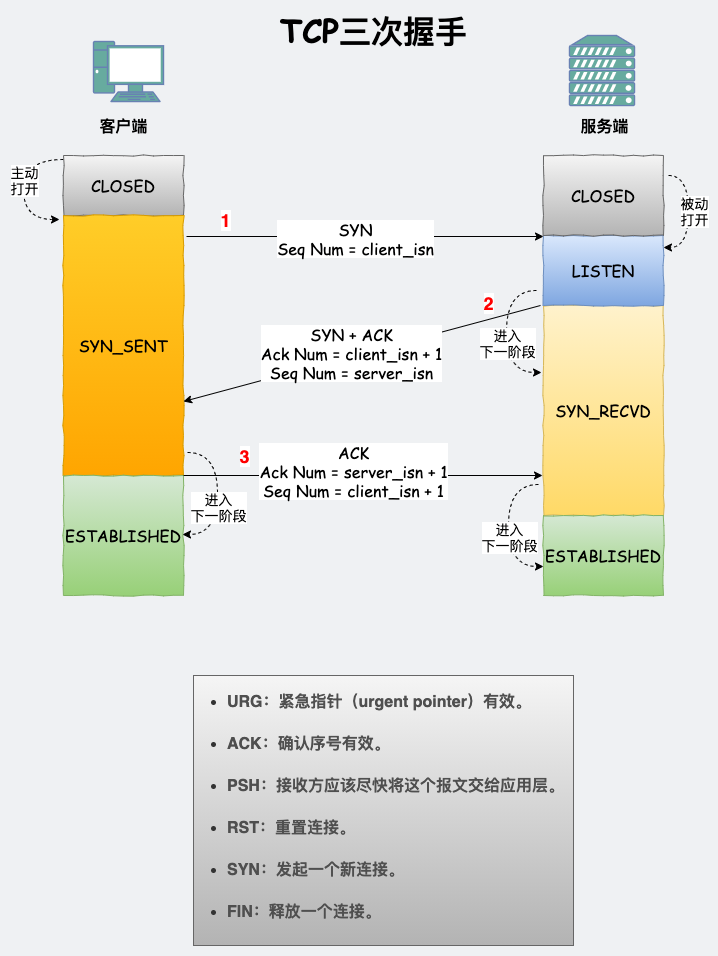 TCP三次握手
客户端
服务端
主动
打开
CLOSED
CLOSED
被动
打开
1
SYN
Seq Num = client_isn
LISTEN
2
SYN + ACK
Ack Num = client_isn + 1
Seq Num = server_isn
进入
下一阶段
SYN_SENT
SYN_RECVD
3
ACK
Ack Num = server_isn + 1
Seq Num = client_isn + 1
进入
下一阶段
进入
下一阶段
ESTABLISHED
ESTABLISHED
• URG：紧急指针（urgent pointer）有效。
• ACK：确认序号有效。
• PSH：接收方应该尽快将这个报文交给应用层。
• RST：重置连接。
• SYN：发起一个新连接。
• FIN：释放一个连接。